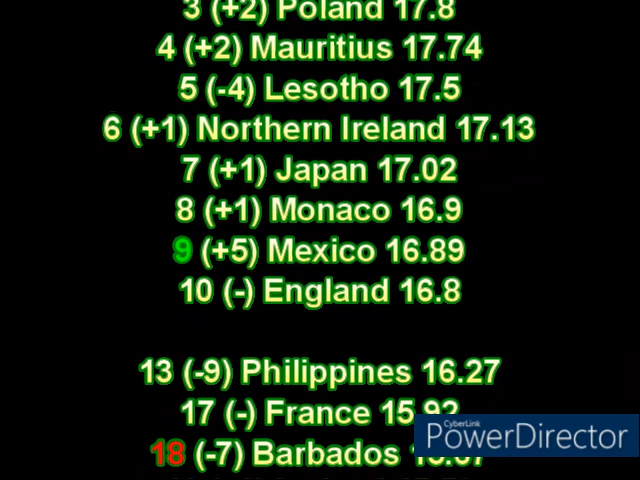 3 (+2) Poland 17.8
4 (+2) Mauritius 17.74
5 (-4) Lesotho 17.5
6 (+1) Northern Ireland 17.13
7 (+1) Japan 17.02
8 (+1) Monaco 16.9
9 (+5) Mexico 16.89
10 (-) England 16.8
13 (-9) Philippines 16.27
17 (-) France 15.92
18 (-7) Barbados
CyberLink
PowerDirector